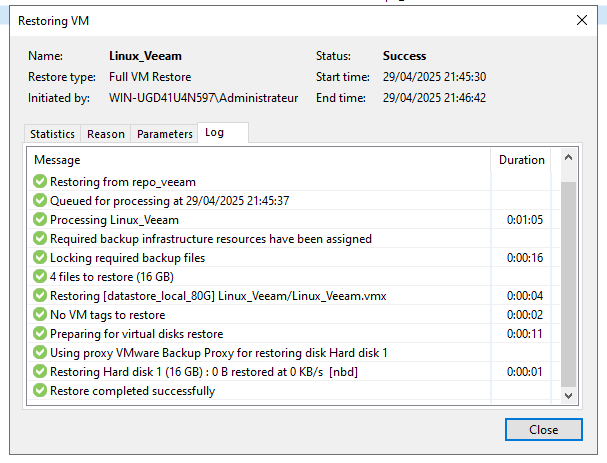 Restoring VM
Name: Linux_Veeam Status: Success
Restore type: Full VM Restore Start time: 29/04/2025 21:45:30
Initiated by: WIN-UGD41U4N597\Administrateur End time: 29/04/2025 21:46:42
Statistics Reason Parameters Log
Message Duration
Restoring from repo_veeam
Queued for processing at 29/04/2025 21:45:37
Processing Linux_Veeam 0:01:05
Required backup infrastructure resources have been assigned
Locking required backup files 0:00:16
4 files to restore (16 GB)
Restoring [datastore_local_80G] Linux_Veeam/Linux_Veeam.vmx 0:00:04
No VM tags to restore 0:00:02
Preparing for virtual disks restore 0:00:11
Using proxy VMware Backup Proxy for restoring disk Hard disk 1
Restoring Hard disk 1 (16 GB) : 0 B restored at 0 KB/s [nbd] 0:00:01
Restore completed successfully
Close